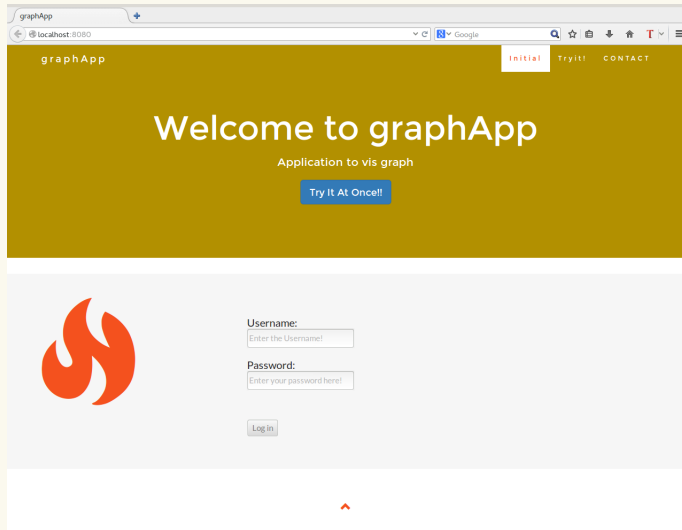 graphApp
localhost:8080
Google
graphApp
Initial
Tryit!
CONTACT
Welcome to graphApp
Application to vis graph
Try It At Once!!
Username:
Enter the Username!
Password:
Enter your password here!
Log in